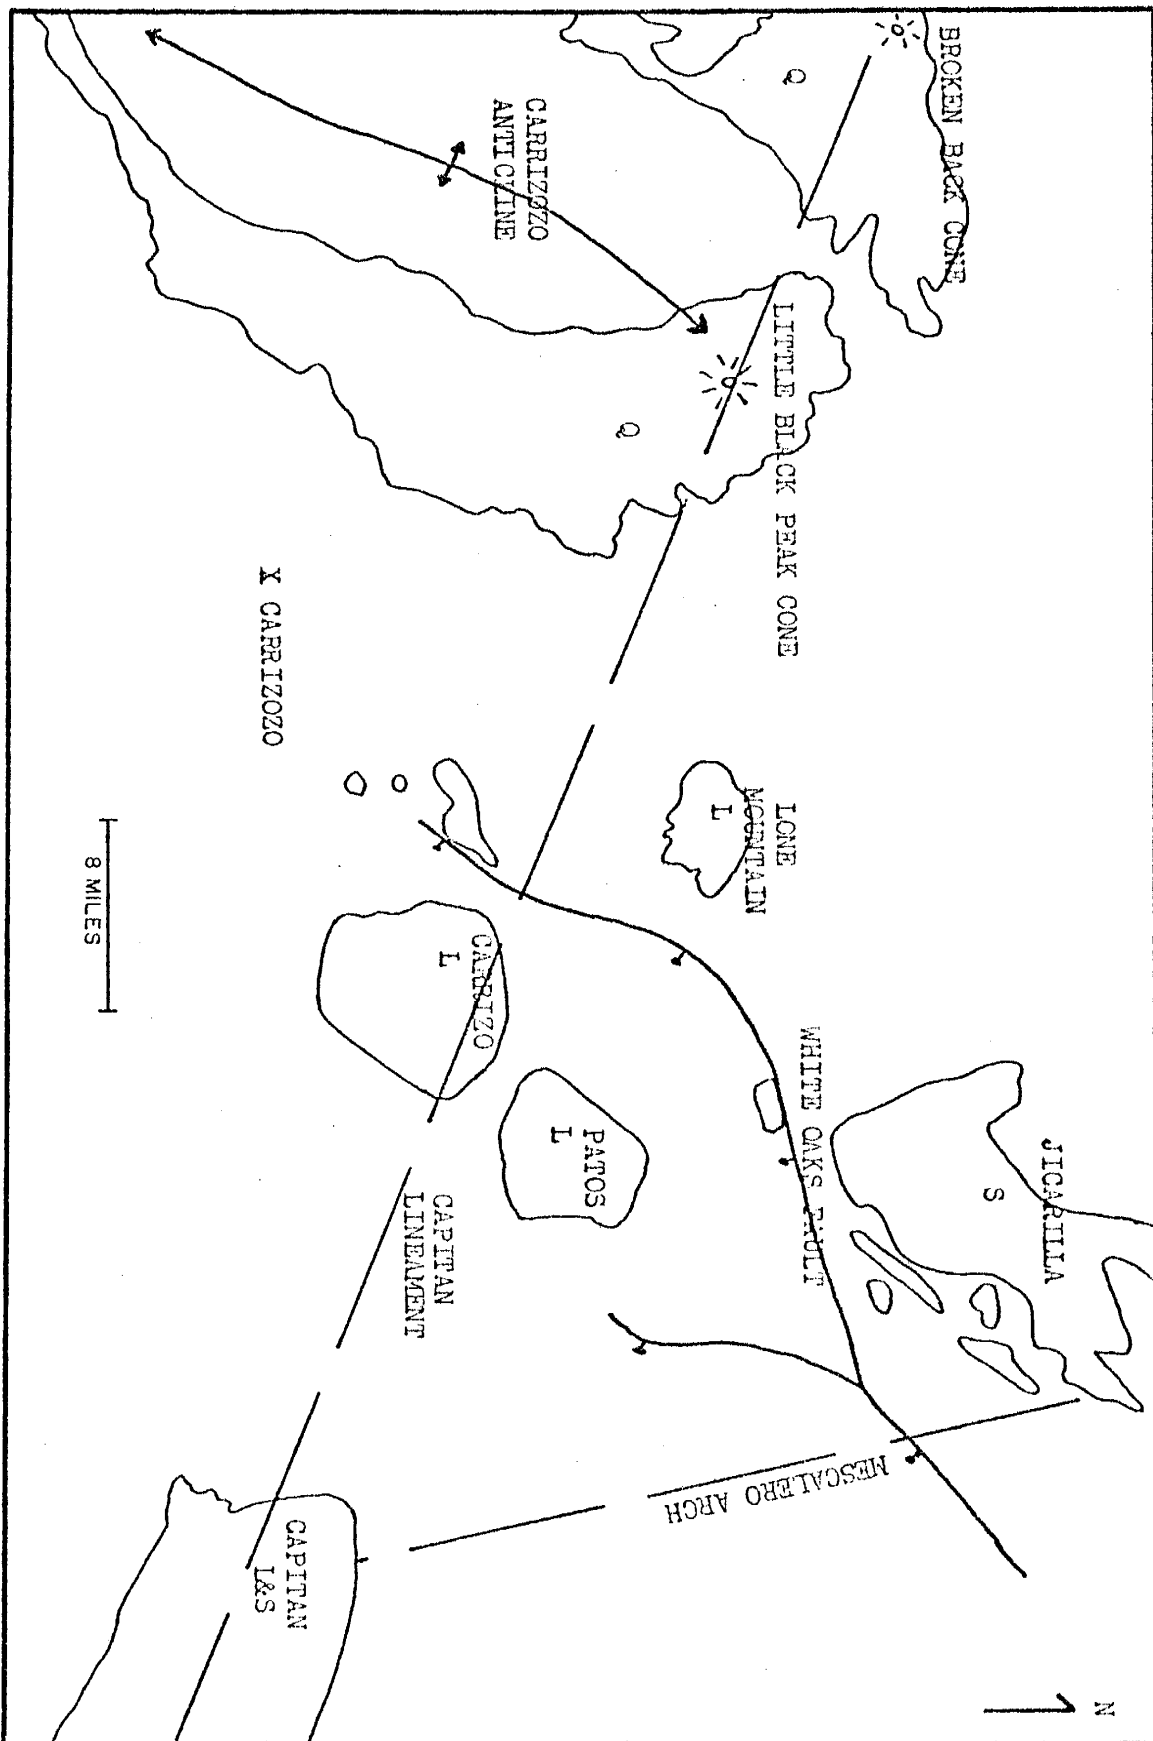 BROKEN BACK CONE
Q
CARRIZOZO
ANTICLINE
LITTLE BLACK PEAK CONE
Q
X CARRIZOZO
LONE
MOUNTAIN
L
8 MILES
CARRIZO
L
PATOS
L
WHITE OAKS FAULT
JICARILLA
S
CAPITAN
LINEAMENT
MESCALERO ARCH
CAPITAN
L&S
N